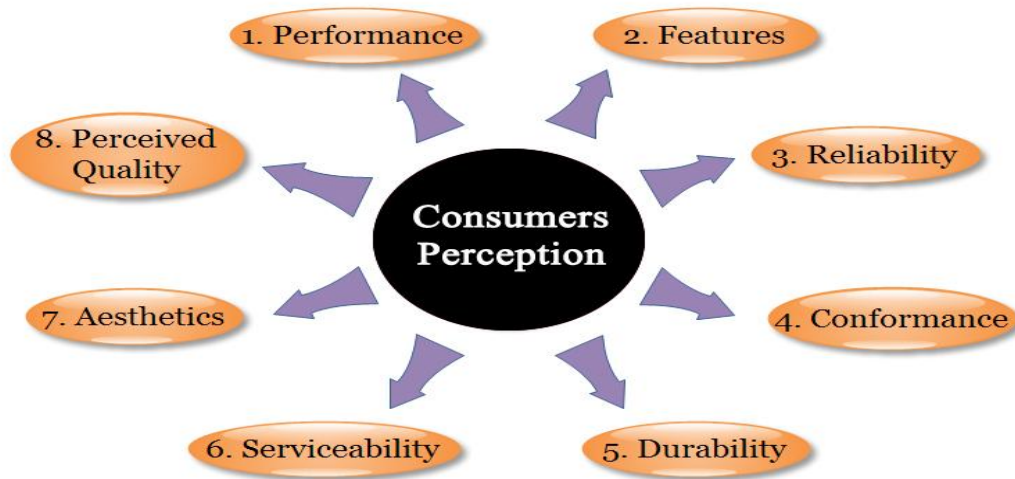 1. Performance
2. Features
8. Perceived
Quality
3. Reliability
Consumers
Perception
7. Aesthetics
4. Conformance
6. Serviceability
5. Durability